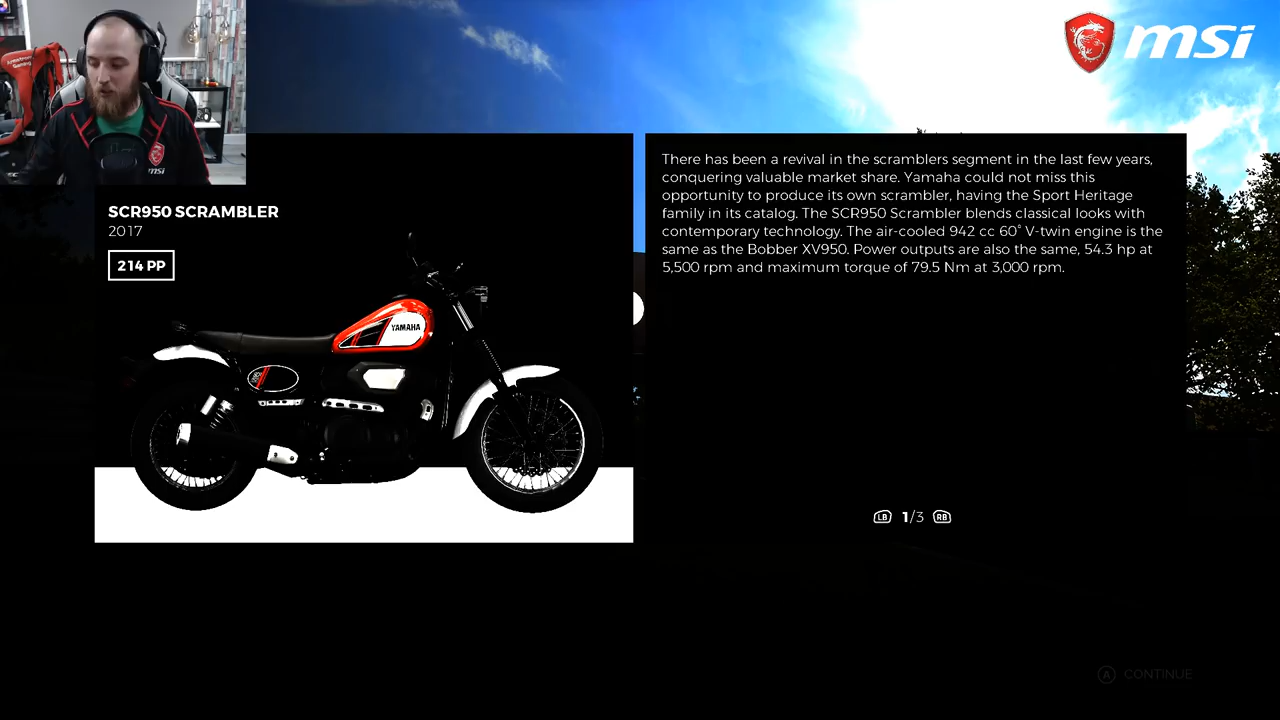 msi
SCR950 SCRAMBLER
2017
214 PP
YAMAHA
There has been a revival in the scramblers segment in the last few years,
conquering valuable market share. Yamaha could not miss this
opportunity to produce its own scrambler, having the Sport Heritage
family in its catalog. The SCR950 Scrambler blends classical looks with
contemporary technology. The air-cooled 942 cc 60° V-twin engine is the
same as the Bobber XV950. Power outputs are also the same, 54.3 hp at
5,500 rpm and maximum torque of 79.5 Nm at 3,000 rpm.
LB 1/3 RB
A CONTINUE
msi